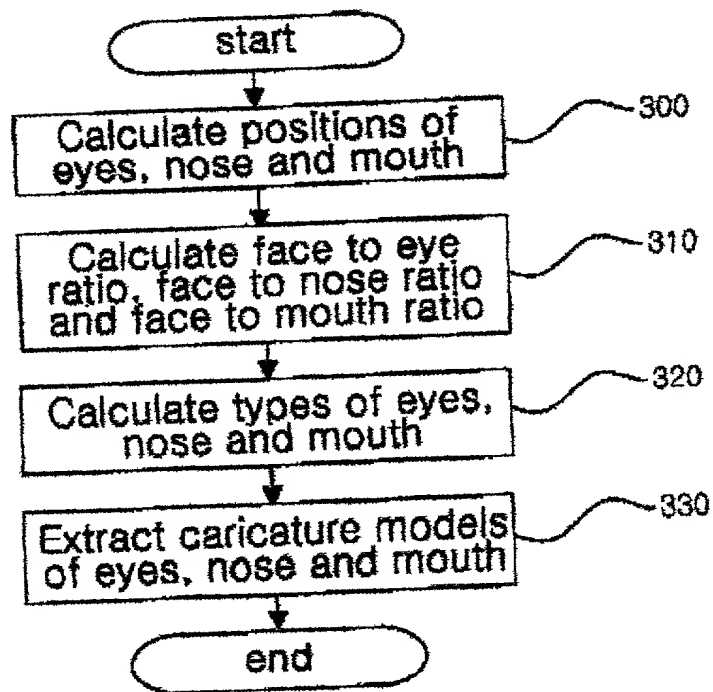 start
Calculate positions of
eyes, nose and mouth
300
Calculate face to eye
ratio, face to nose ratio
and face to mouth ratio
310
Calculate types of eyes,
nose and mouth
320
Extract caricature models
of eyes, nose and mouth
330
end